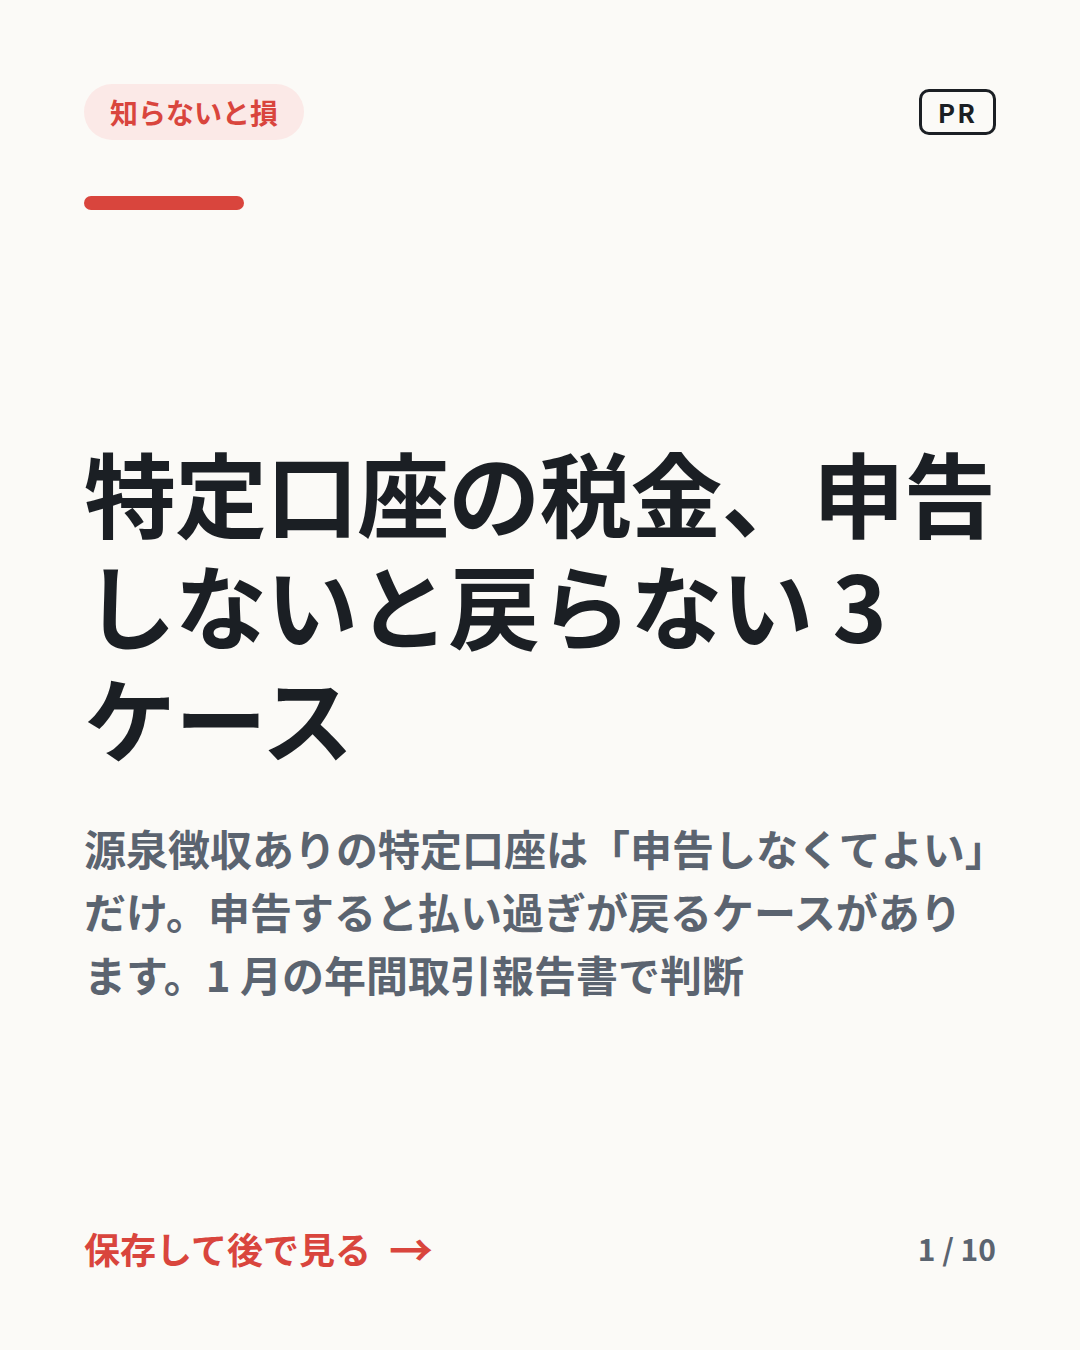 知らないと損
PR
特定口座の税金、申告
しないと戻らない 3
ケース
源泉徴収ありの特定口座は「申告しなくてよい」
だけ。申告すると払い過ぎが戻るケースがあり
ます。1 月の年間取引報告書で判断
保存して後で見る →
1 / 10